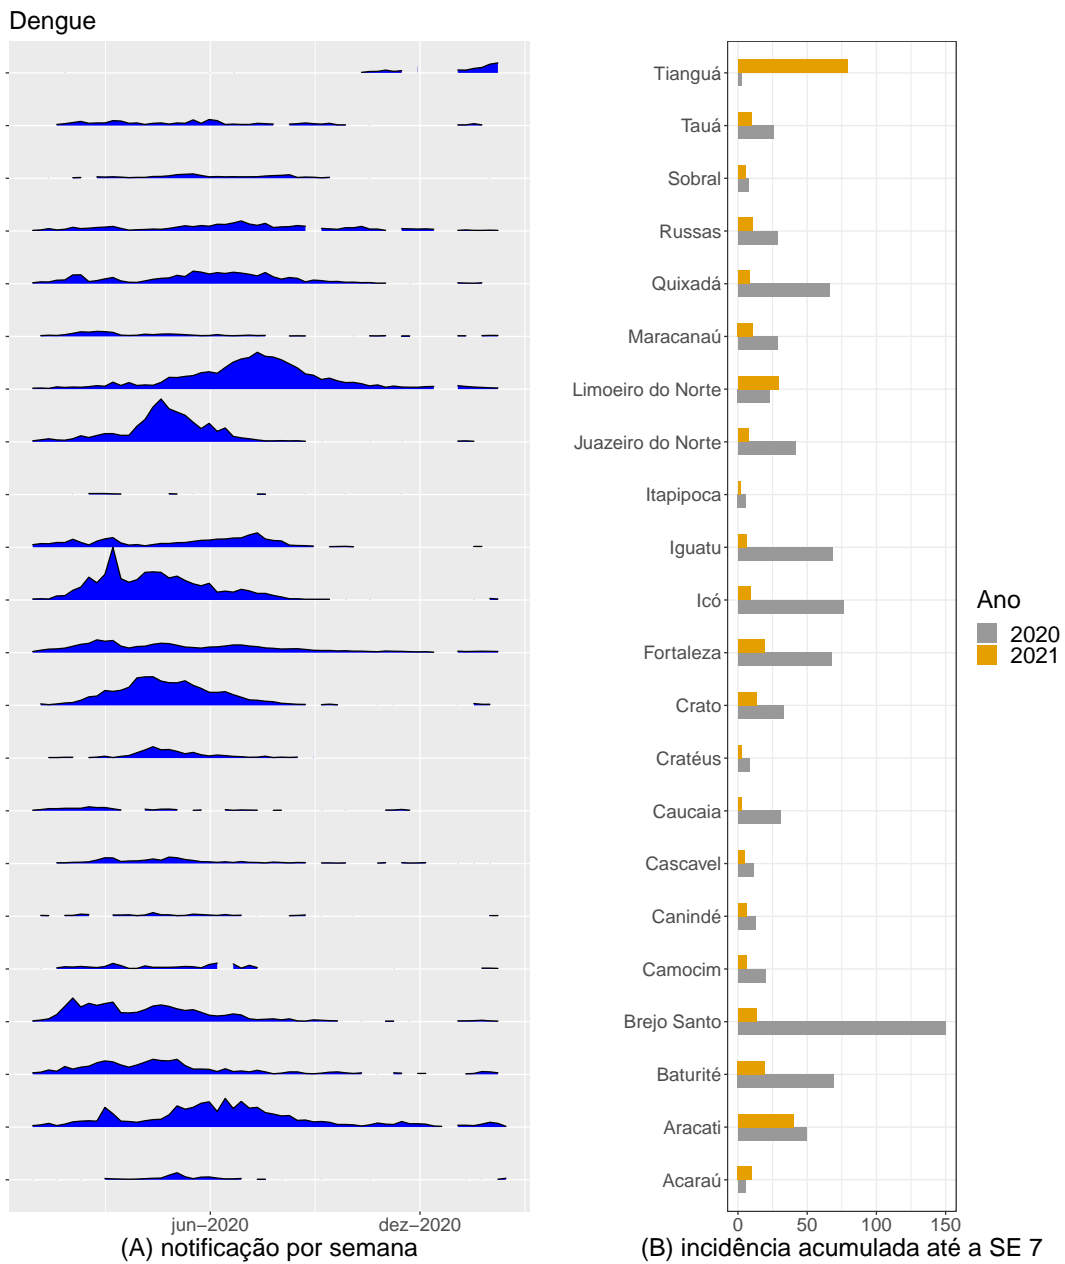 Dengue
Tianguá
Tauá
Sobral
Russas
Quixadá
Maracanaú
Limoeiro do Norte
Juazeiro do Norte
Itapipoca
Iguatu
Icó
Fortaleza
Crato
Cratéus
Caucaia
Cascavel
Canindé
Camocim
Brejo Santo
Baturité
Aracati
Acaraú
Ano
2020
2021
jun−2020 dez−2020
0 50 100 150
(A) notificação por semana
(B) incidência acumulada até a SE 7